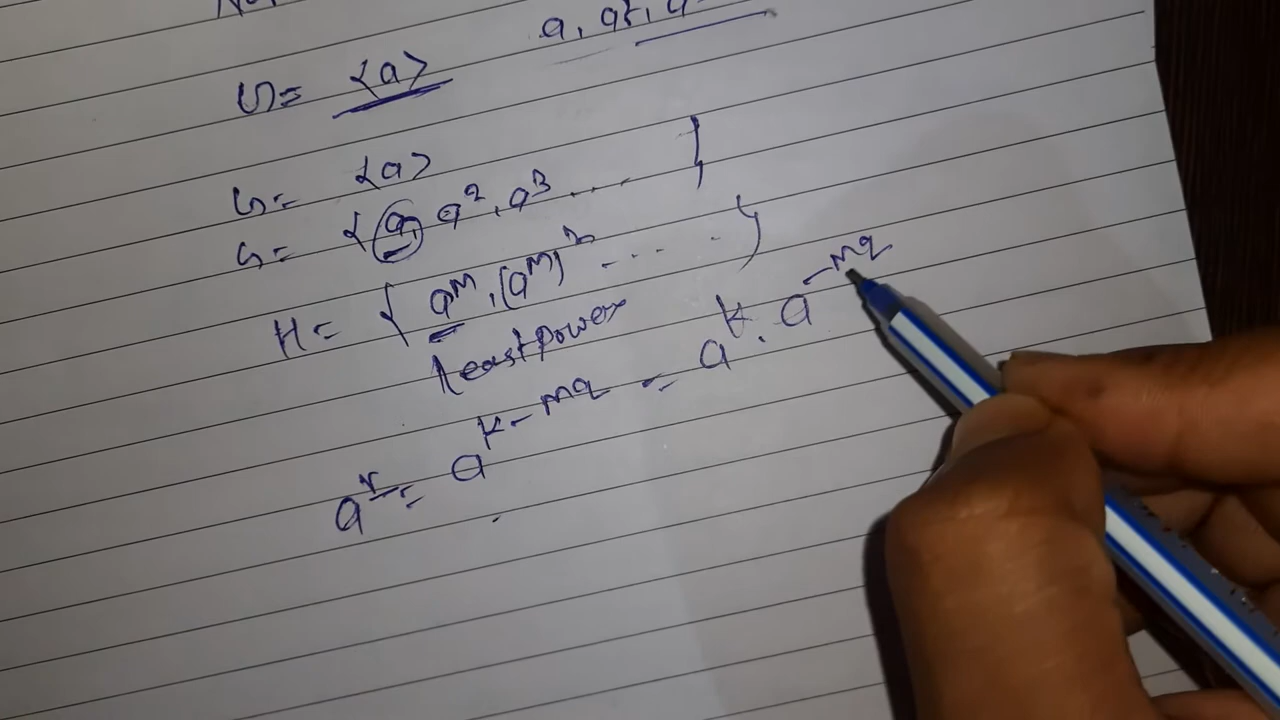 a, a²,
G = <a>
G = <a>
G = { a, a², a³ .... }
H = { a^m, (a^m)² .... }
least power
a^r = a^(k-mq) = a^k . a^(-mq)